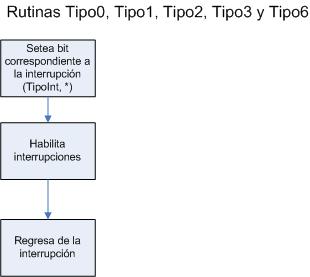 Rutinas Tipo0, Tipo1, Tipo2, Tipo3 y Tipo6
Setea bit
correspondiente a
la interrupción
(TipoInt, *)
Habilita
interrupciones
Regresa de la
interrupción